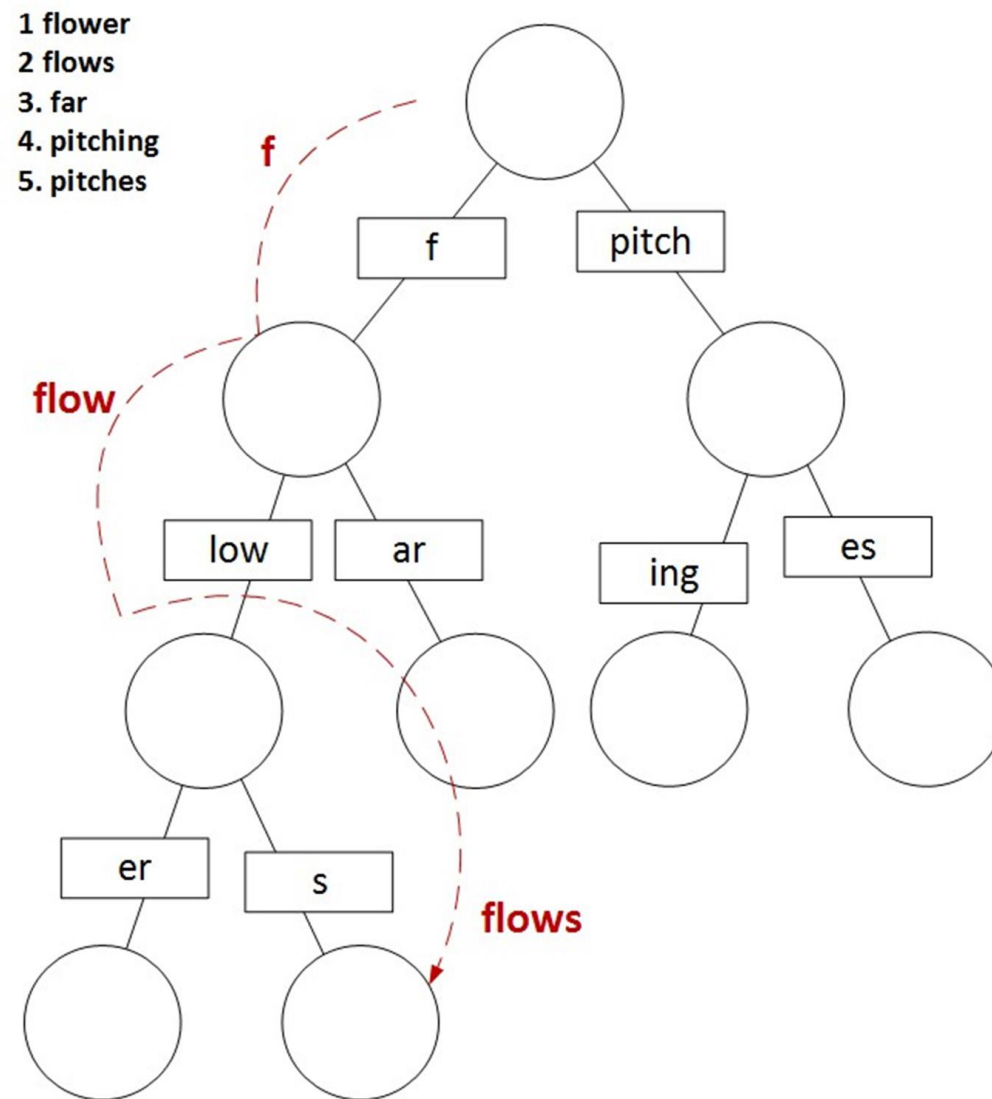 1 flower
2 flows
3. far
4. pitching
5. pitches
f
f
pitch
flow
low
ar
ing
es
er
s
flows